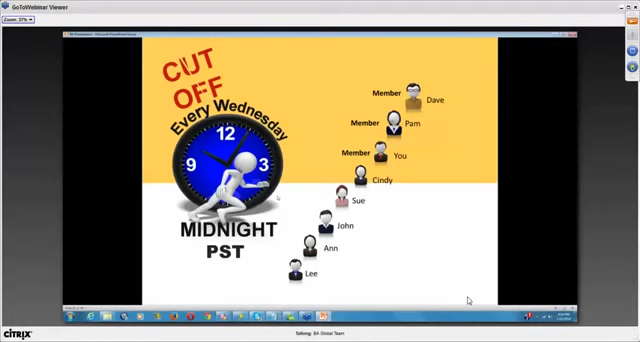 GoToWebinar Viewer
Zoom: 37%
CUT
OFF
Every Wednesday
12
9
3
MIDNIGHT
PST
Member
Dave
Member
Pam
Member
You
Cindy
Sue
John
Ann
Lee
CITRIX
Talking: BA Global Team